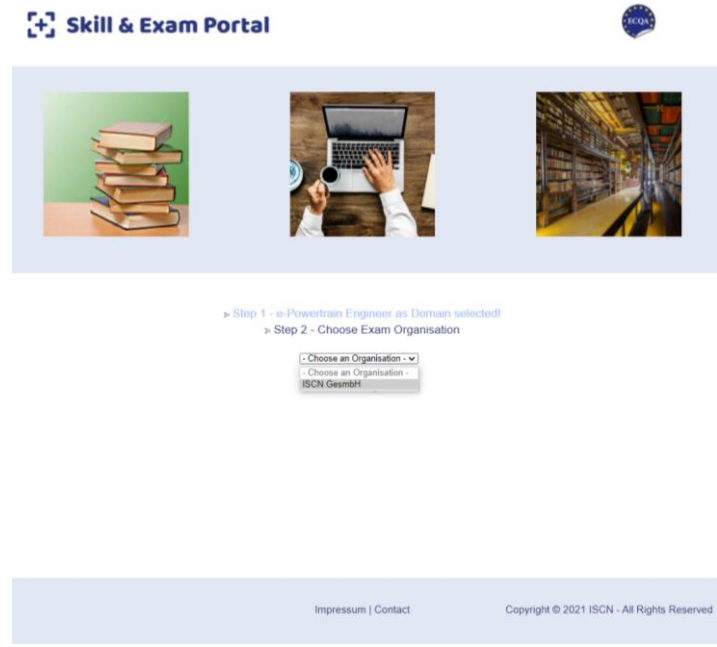 [+] Skill & Exam Portal
ECQA
Step 1 - e-Powertrain Engineer as Domain selected!
Step 2 - Choose Exam Organisation
- Choose an Organisation -
- Choose an Organisation -
ISCN GesmbH
Impressum | Contact
Copyright © 2021 ISCN - All Rights Reserved